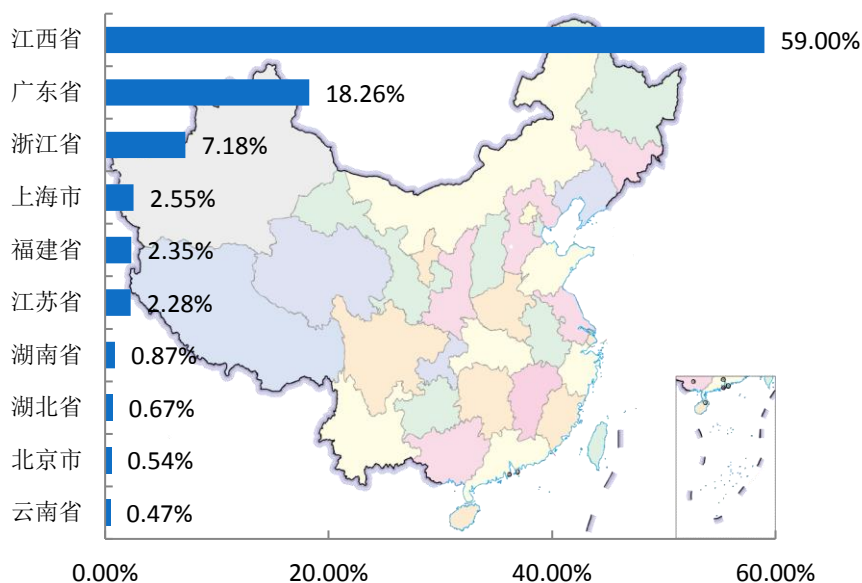 江西省 59.00%
广东省 18.26%
浙江省 7.18%
上海市 2.55%
福建省 2.35%
江苏省 2.28%
湖南省 0.87%
湖北省 0.67%
北京市 0.54%
云南省 0.47%
0.00% 20.00% 40.00% 60.00%